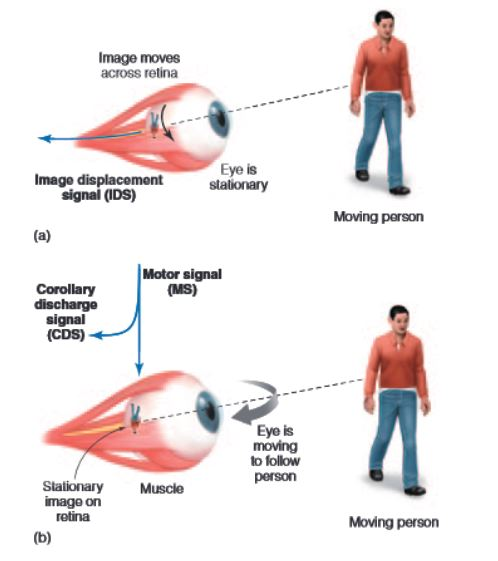 Image moves
across retina
Eye is
stationary
Image displacement
signal (IDS)
Moving person
(a)
Motor signal
(MS)
Corollary
discharge
signal
(CDS)
Eye is
moving
to follow
person
Stationary
image on
retina
Muscle
Moving person
(b)